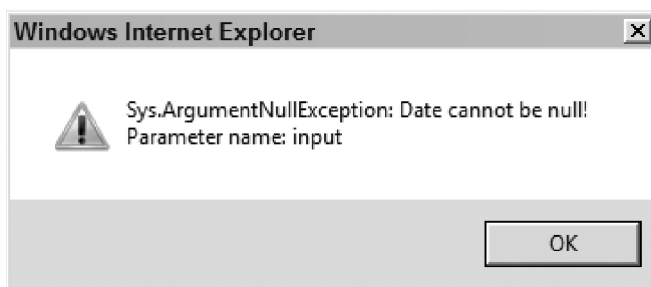 Windows Internet Explorer
Sys.ArgumentNullException: Date cannot be null!
Parameter name: input
OK